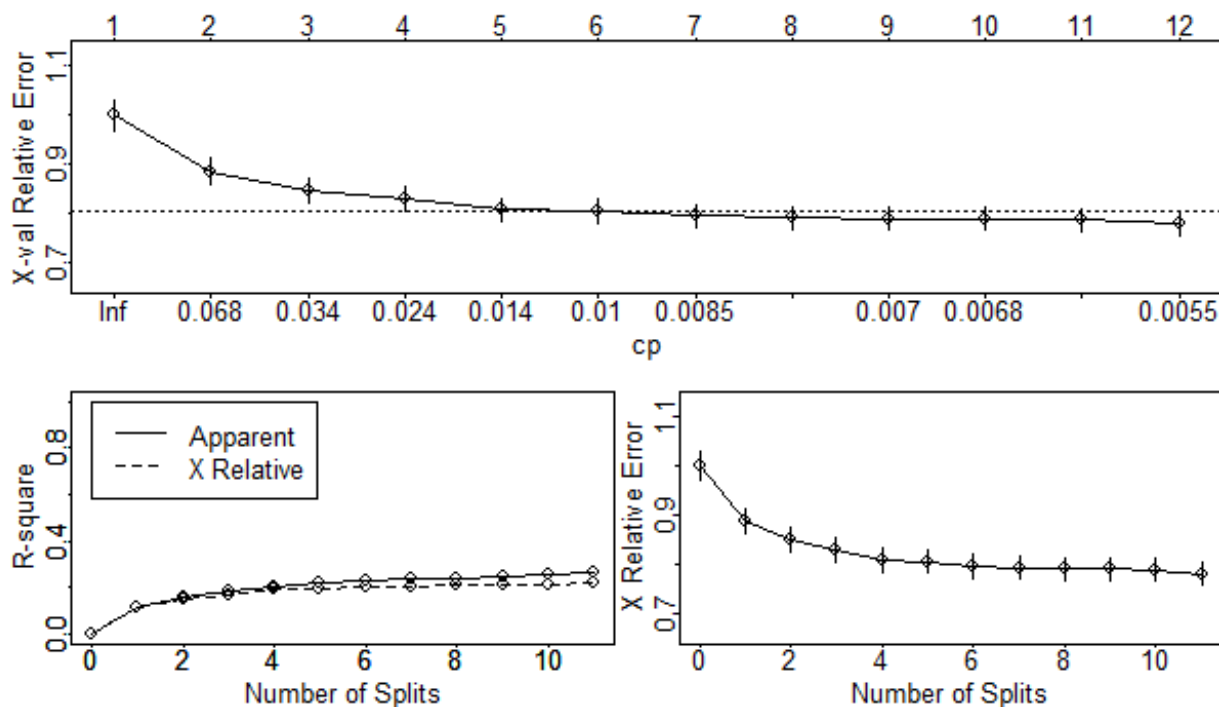 1 2 3 4 5 6 7 8 9 10 11 12
X-val Relative Error
1.1
0.9
0.7
Inf 0.068 0.034 0.024 0.014 0.01 0.0085 0.007 0.0068 0.0055
cp
R-square
0.8
0.4
0.0
Apparent
X Relative
0 2 4 6 8 10
Number of Splits
X Relative Error
1.1
0.9
0.7
0 2 4 6 8 10
Number of Splits